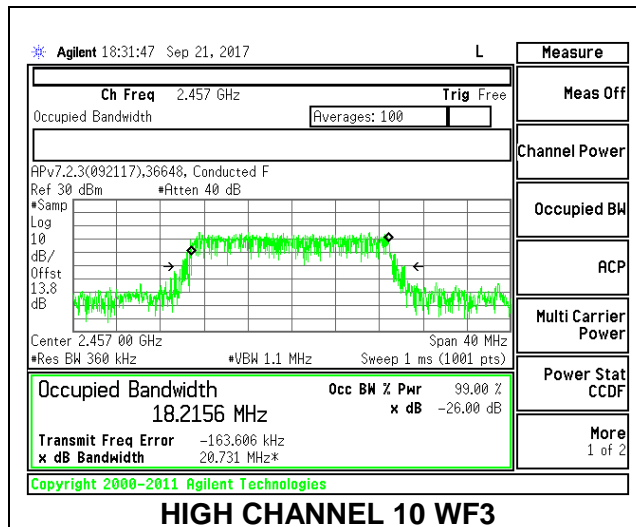 Agilent 18:31:47 Sep 21, 2017 L Measure
Ch Freq 2.457 GHz Trig Free
Meas Off
Occupied Bandwidth Averages: 100
Channel Power
APv7.2.3(092117),36648, Conducted F
Ref 30 dBm #Atten 40 dB
#Samp
Log
10
dB/
Offst
13.8
dB
Occupied BW
ACP
Center 2.457 00 GHz Span 40 MHz
#Res BW 360 kHz #VBW 1.1 MHz Sweep 1 ms (1001 pts)
Multi Carrier
Power
Occupied Bandwidth Occ BW % Pwr 99.00 %
18.2156 MHz x dB -26.00 dB
Transmit Freq Error -163.606 kHz
x dB Bandwidth 20.731 MHz*
Power Stat
CCDF
More
1 of 2
Copyright 2000-2011 Agilent Technologies
HIGH CHANNEL 10 WF3